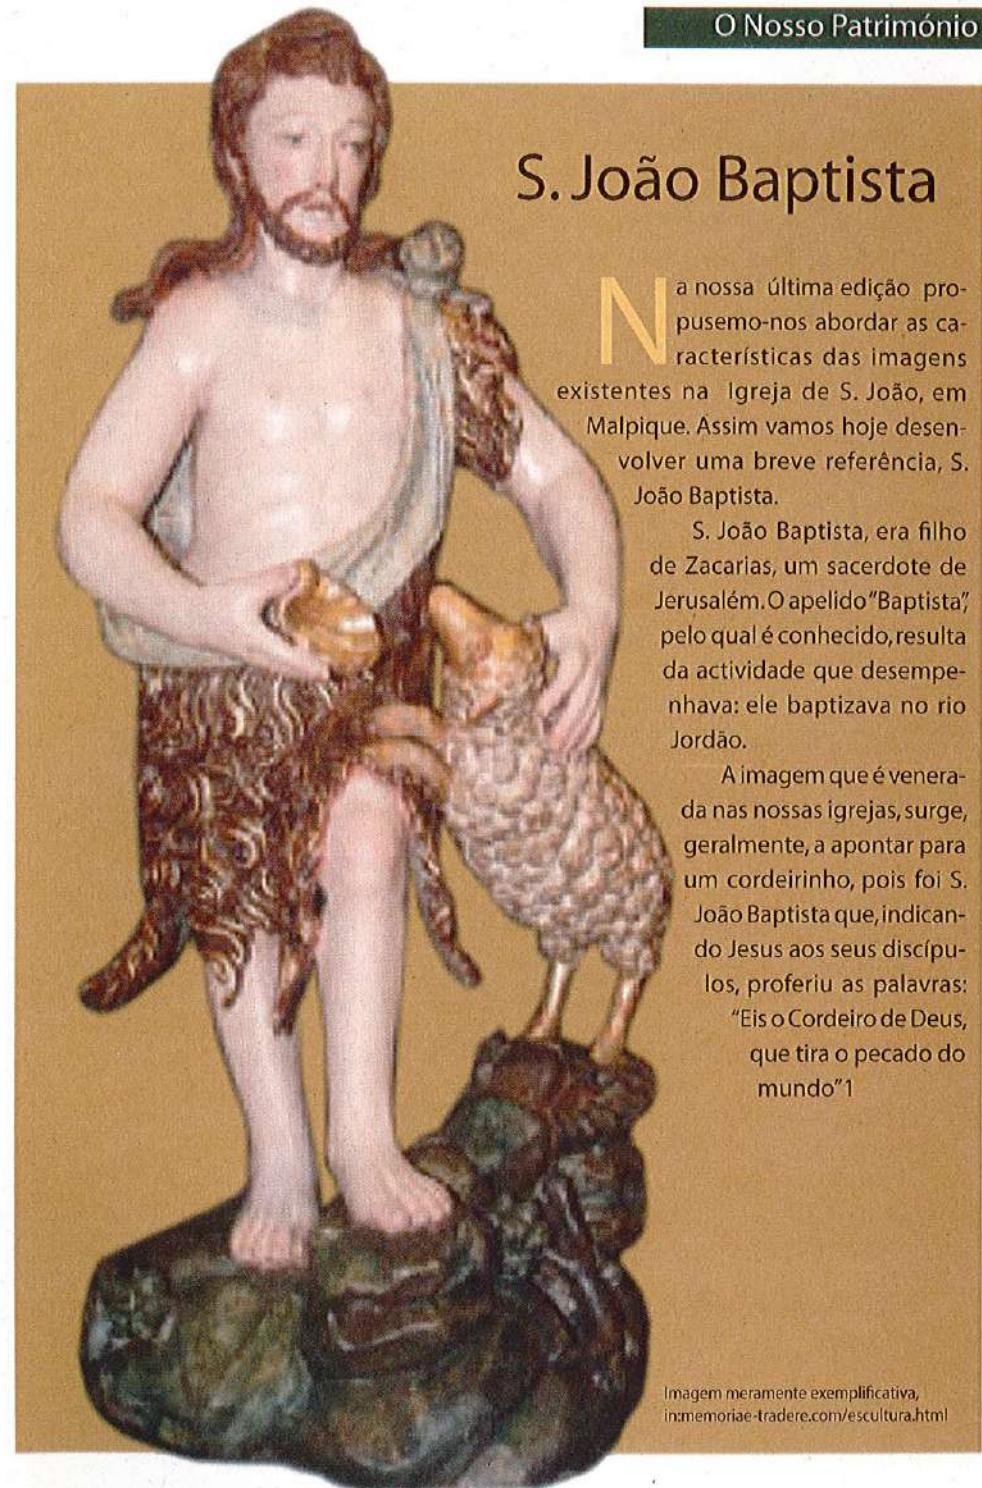 O Nosso Património
S. João Baptista
Na nossa última edição pro-
pusemo-nos abordar as ca-
racterísticas das imagens
existentes na Igreja de S. João, em
Malpique. Assim vamos hoje desen-
volver uma breve referência, S.
João Baptista.
S. João Baptista, era filho
de Zacarias, um sacerdote de
Jerusalém. O apelido "Baptista",
pelo qual é conhecido, resulta
da actividade que desempe-
nhava: ele baptizava no rio
Jordão.
A imagem que é venera-
da nas nossas igrejas, surge,
geralmente, a apontar para
um cordeirinho, pois foi S.
João Baptista que, indican-
do Jesus aos seus discípu-
los, proferiu as palavras:
"Eis o Cordeiro de Deus,
que tira o pecado do
mundo"1
Imagem meramente exemplificativa,
in:memoriae-tradere.com/escultura.html